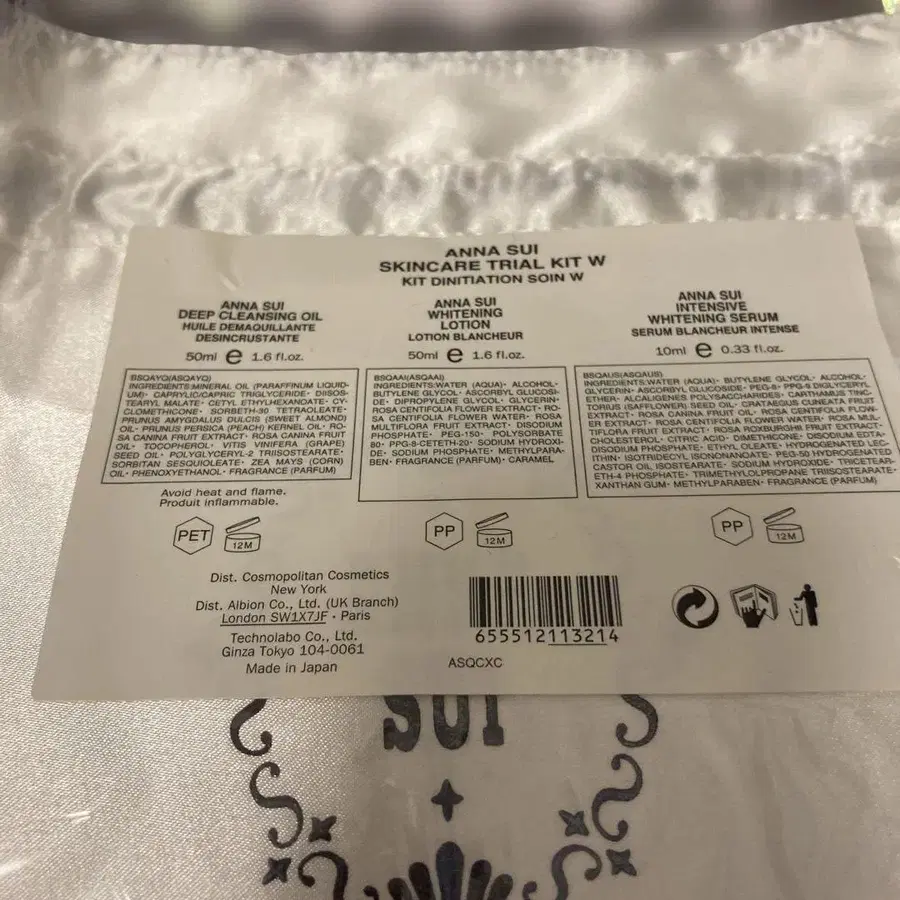 ANNA SUI
SKINCARE TRIAL KIT W
KIT DINITIATION SOIN W
ANNA SUI
DEEP CLEANSING OIL
HUILE DEMAQUILLANTE
DESINCRUSTANTE
50ml e 1.6 fl.oz.
BSQAYQ(ASQAYQ)
INGREDIENTS:MINERAL OIL (PARAFFINUM LIQUID-
UM)· CAPRYLIC/CAPRIC TRIGLYCERIDE· DIISOS-
TEARYL MALATE· CETYL ETHYLHEXANOATE· CY-
CLOMETHICONE· SORBETH-30 TETRAOLEATE·
PRUNUS AMYGDALUS DULCIS (SWEET ALMOND)
OIL· PRUNUS PERSICA (PEACH) KERNEL OIL· RO-
SA CANINA FRUIT EXTRACT· ROSA CANINA FRUIT
OIL· TOCOPHEROL· VITIS VINIFERA (GRAPE)
SEED OIL· POLYGLYCERYL-2 TRIISOSTEARATE·
SORBITAN SESQUIOLEATE· ZEA MAYS (CORN)
OIL· PHENOXYETHANOL· FRAGRANCE (PARFUM)
Avoid heat and flame.
Produit inflammable.
PET
12M
ANNA SUI
WHITENING
LOTION
LOTION BLANCHEUR
50ml e 1.6 fl.oz.
BSQAAI(ASQAAI)
INGREDIENTS:WATER (AQUA)· ALCOHOL·
BUTYLENE GLYCOL· ASCORBYL GLUCOSI-
DE· DIPROPYLENE GLYCOL· GLYCERIN·
ROSA CENTIFOLIA FLOWER EXTRACT· RO-
SA CENTIFOLIA FLOWER WATER· ROSA
MULTIFLORA FRUIT EXTRACT· DISODIUM
PHOSPHATE· PEG-150· POLYSORBATE
80· PPG-8-CETETH-20· SODIUM HYDROXI-
DE· SODIUM PHOSPHATE· METHYLPARA-
BEN· FRAGRANCE (PARFUM)· CARAMEL
PP
12M
ANNA SUI
INTENSIVE
WHITENING SERUM
SERUM BLANCHEUR INTENSE
10ml e 0.33 fl.oz.
BSQAUS(ASQAUS)
INGREDIENTS:WATER (AQUA)· BUTYLENE GLYCOL· ALCOHOL·
GLYCERIN· ASCORBYL GLUCOSIDE· PEG-8· PPG-9 DIGLYCERYL
ETHER· ALCALIGENES POLYSACCHARIDES· CARTHAMUS TINC-
TORIUS (SAFFLOWER) SEED OIL· CRATAEGUS CUNEATA FRUIT
EXTRACT· ROSA CANINA FRUIT OIL· ROSA CENTIFOLIA FLOW-
ER EXTRACT· ROSA CENTIFOLIA FLOWER WATER· ROSA MUL-
TIFLORA FRUIT EXTRACT· ROSA ROXBURGHII FRUIT EXTRACT·
CHOLESTEROL· CITRIC ACID· DIMETHICONE· DISODIUM EDTA·
DISODIUM PHOSPHATE· ETHYL OLEATE· HYDROGENATED LEC-
ITHIN· ISOTRIDECYL ISONONANOATE· PEG-50 HYDROGENATED
CASTOR OIL ISOSTEARATE· SODIUM HYDROXIDE· TRICETEAR-
ETH-4 PHOSPHATE· TRIMETHYLOLPROPANE TRIISOSTEARATE·
XANTHAN GUM· METHYLPARABEN· FRAGRANCE (PARFUM)
PP
12M
Dist. Cosmopolitan Cosmetics
New York
Dist. Albion Co., Ltd. (UK Branch)
London SW1X7JF · Paris
Technolabo Co., Ltd.
Ginza Tokyo 104-0061
Made in Japan
655512113214
ASQCXC
SUI